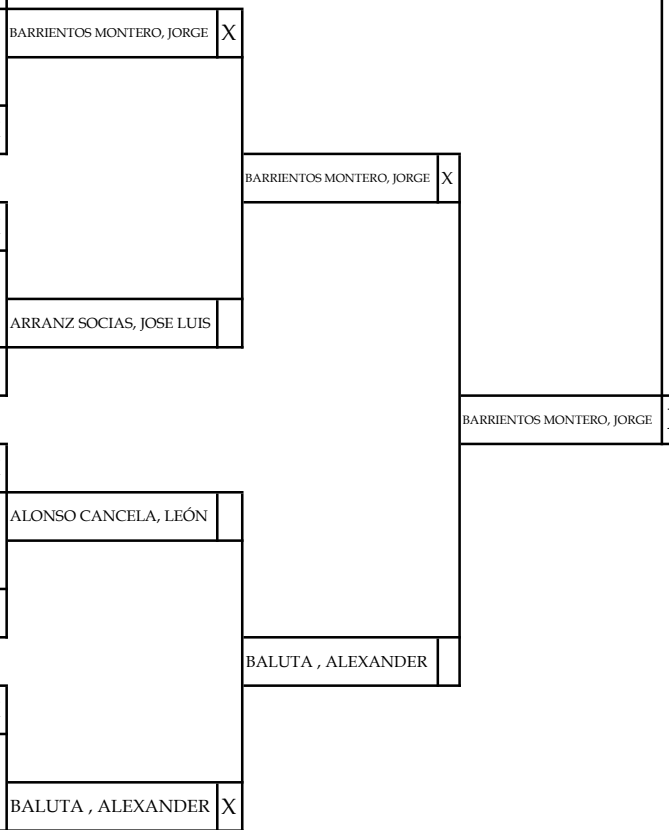 BARRIENTOS MONTERO, JORGE X
BARRIENTOS MONTERO, JORGE X
ARRANZ SOCIAS, JOSE LUIS
BARRIENTOS MONTERO, JORGE
ALONSO CANCELA, LEÓN
BALUTA , ALEXANDER
BALUTA , ALEXANDER X